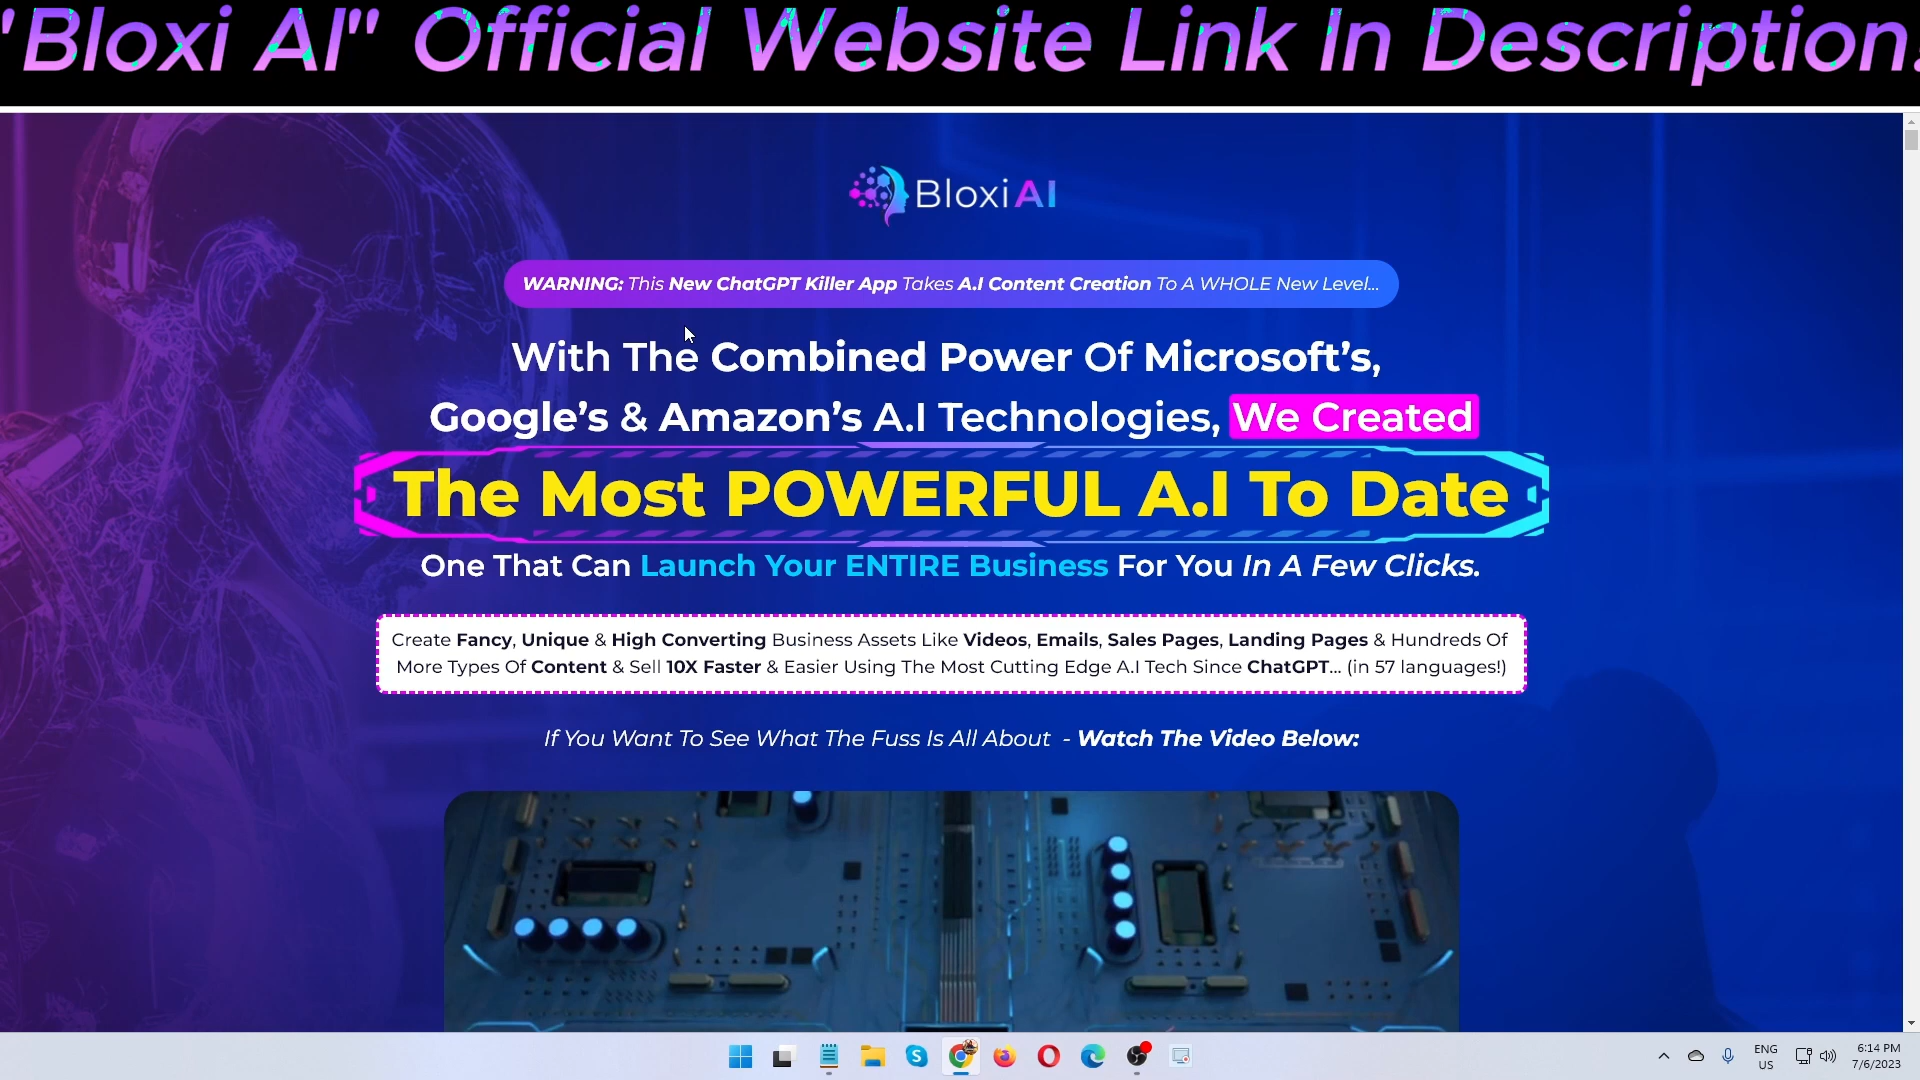 "Bloxi AI" Official Website Link In Description!
Bloxi AI
WARNING: This New ChatGPT Killer App Takes A.I Content Creation To A WHOLE New Level...
With The Combined Power Of Microsoft's,
Google's & Amazon's A.I Technologies, We Created
The Most POWERFUL A.I To Date
One That Can Launch Your ENTIRE Business For You In A Few Clicks.
Create Fancy, Unique & High Converting Business Assets Like Videos, Emails, Sales Pages, Landing Pages & Hundreds Of
More Types Of Content & Sell 10X Faster & Easier Using The Most Cutting Edge A.I Tech Since ChatGPT... (in 57 languages!)
If You Want To See What The Fuss Is All About - Watch The Video Below:
ENG
US
6:14 PM
7/6/2023